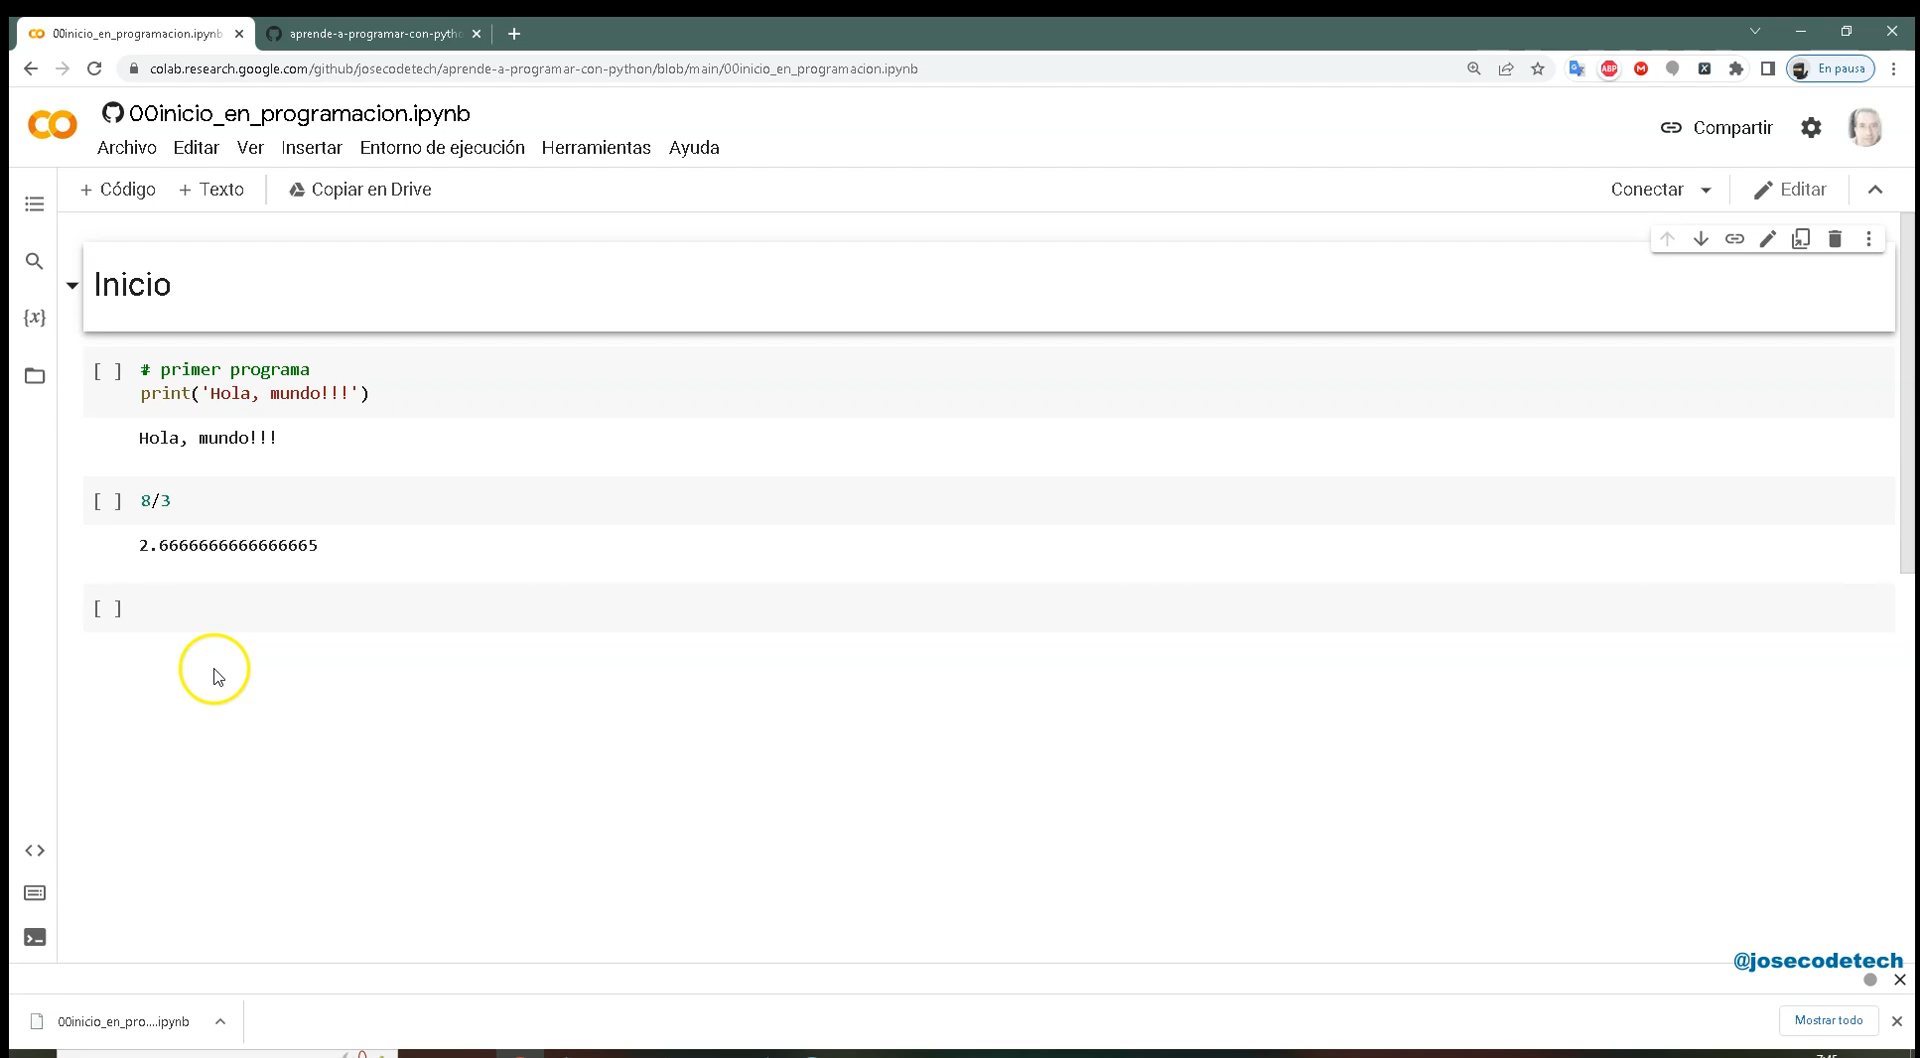 00inicio_en_programacion.ipynb
aprende-a-programar-con-pytho
colab.research.google.com/github/josecodetech/aprende-a-programar-con-python/blob/main/00inicio_en_programacion.ipynb
ABP
M
X
En pausa
CO
00inicio_en_programacion.ipynb
Archivo Editar Ver Insertar Entorno de ejecución Herramientas Ayuda
Compartir
+ Código + Texto Copiar en Drive
Conectar
Editar
Inicio
{x}
[ ] # primer programa
print('Hola, mundo!!!')
Hola, mundo!!!
[ ] 8/3
2.6666666666666665
[ ]
@josecodetech
00inicio_en_pro....ipynb
Mostrar todo